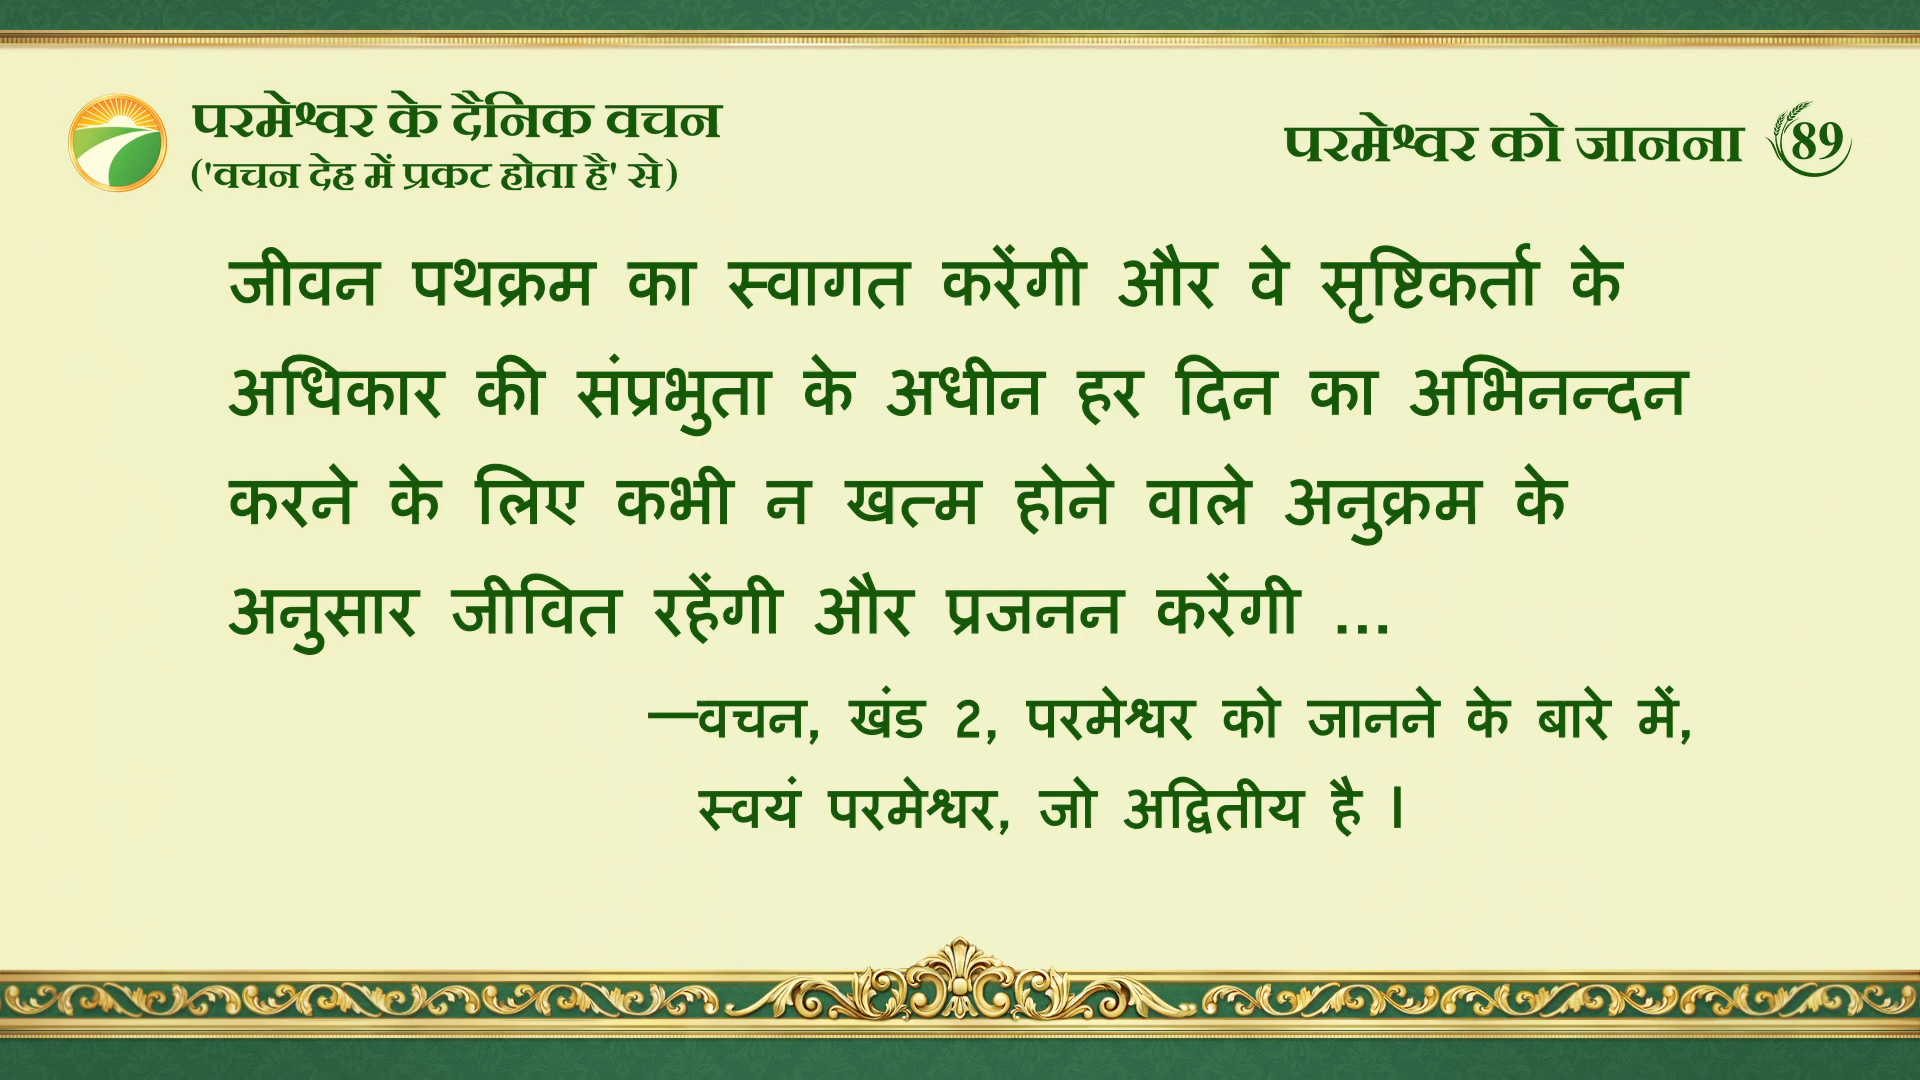 परमेश्वर के दैनिक वचन
('वचन देह में प्रकट होता है' से)
परमेश्वर को जानना 89
जीवन पथक्रम का स्वागत करेंगी और वे सृष्टिकर्ता के
अधिकार की संप्रभुता के अधीन हर दिन का अभिनन्दन
करने के लिए कभी न खत्म होने वाले अनुक्रम के
अनुसार जीवित रहेंगी और प्रजनन करेंगी ...
—वचन, खंड 2, परमेश्वर को जानने के बारे में,
स्वयं परमेश्वर, जो अद्वितीय है I